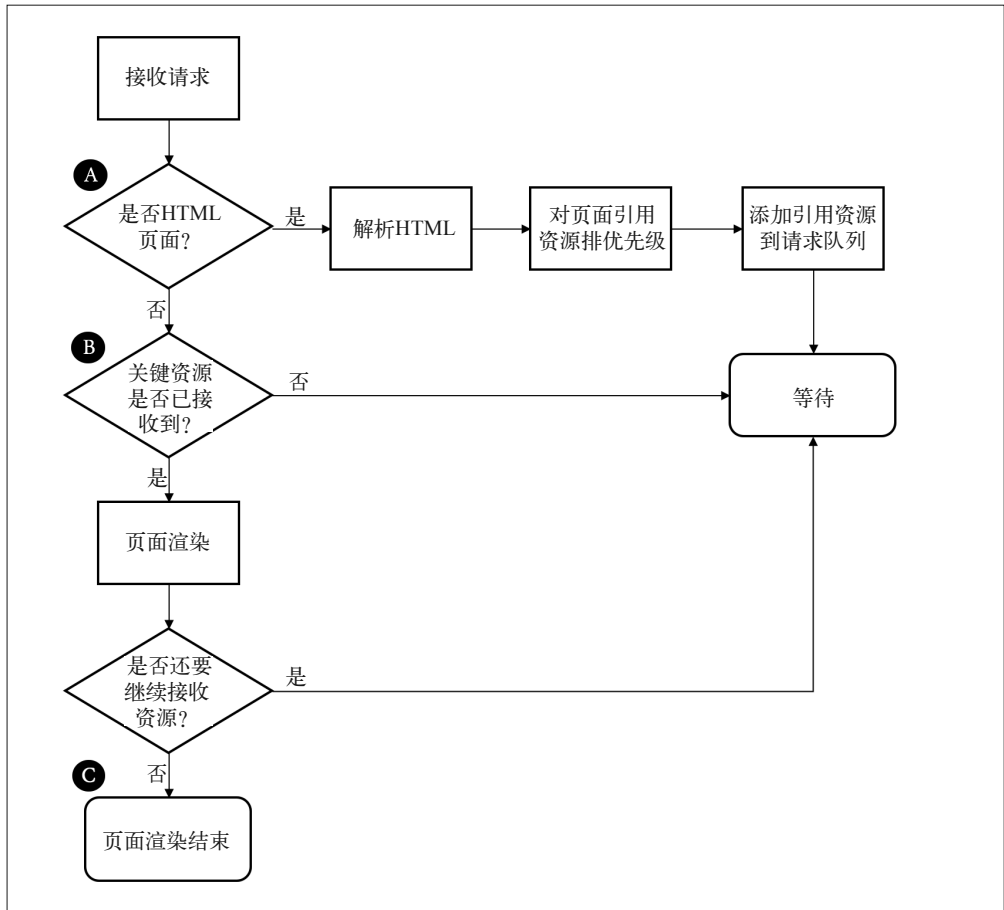 接收请求
A
是否HTML
页面？
是
解析HTML
对页面引用
资源排优先级
添加引用资源
到请求队列
否
B
关键资源
是否已接
收到？
否
等待
是
页面渲染
是否还要
继续接收
资源？
是
C
否
页面渲染结束